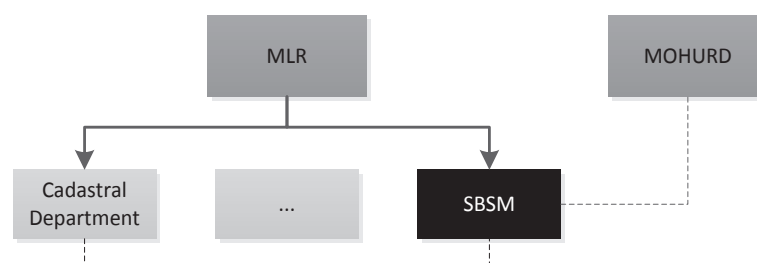 MLR
MOHURD
Cadastral
Department
...
SBSM